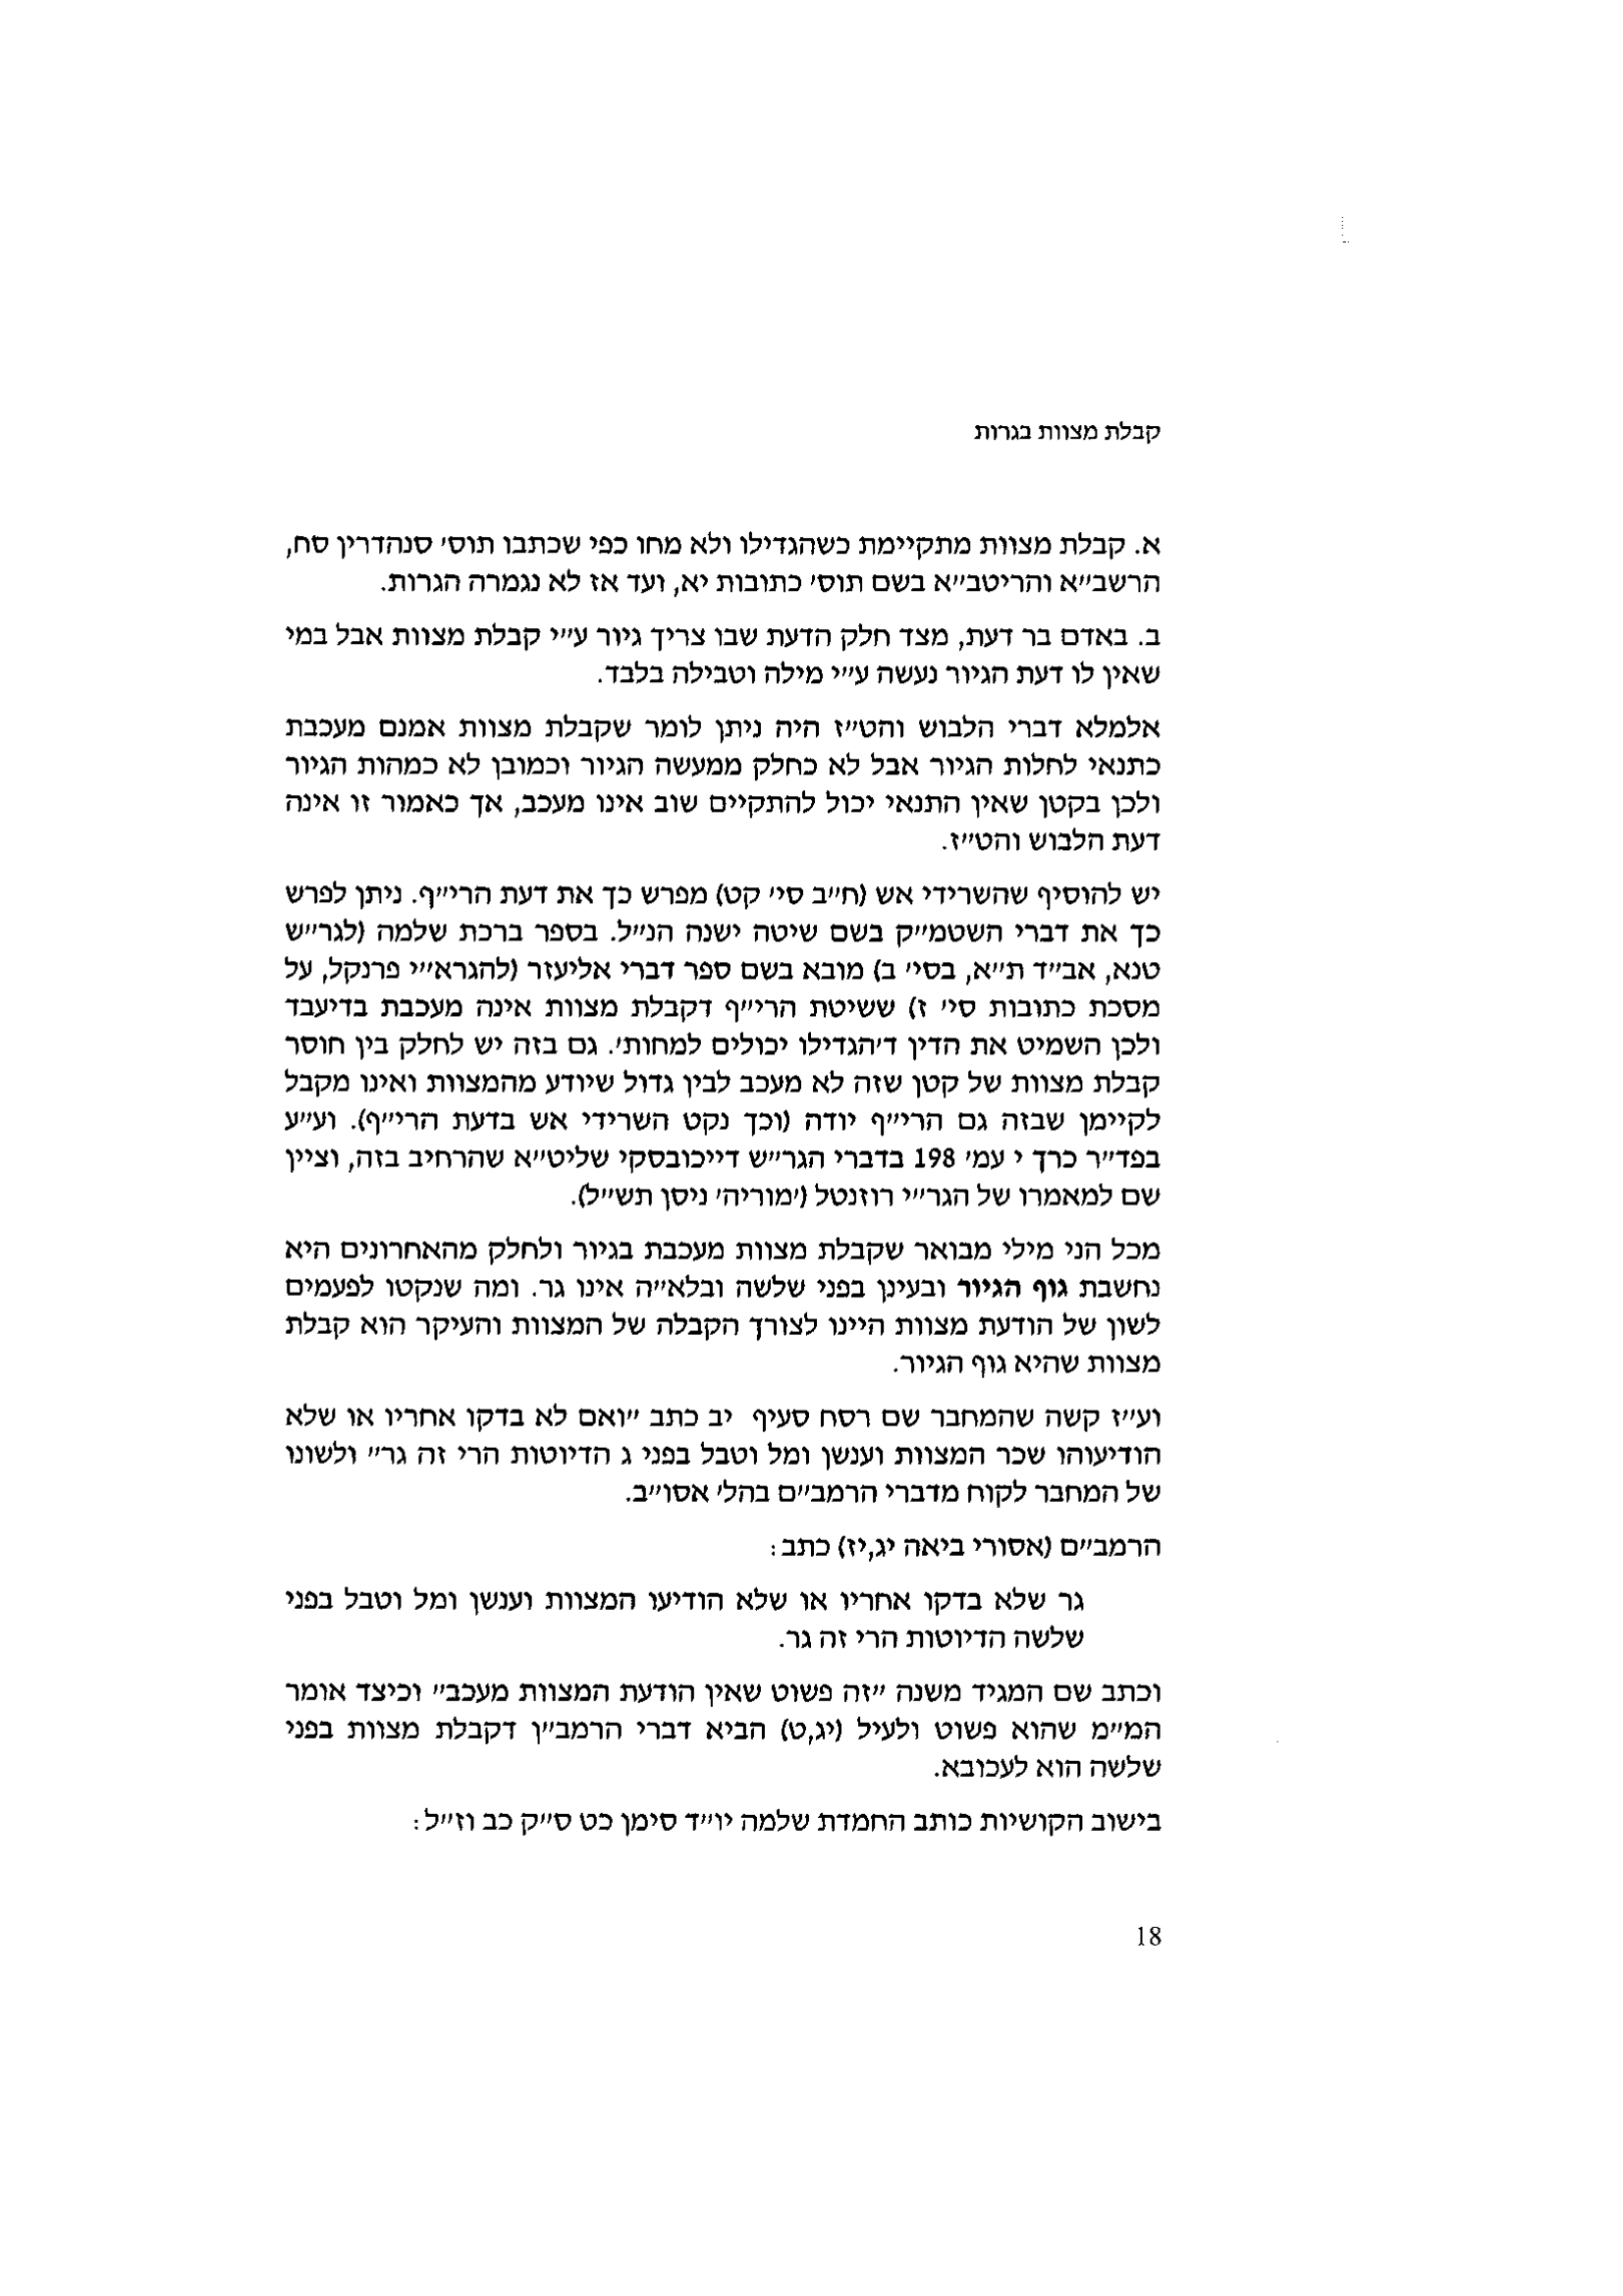 קבלת מצוות בגרות
א. קבלת מצוות מתקיימת כשהגדילו ולא מחו כפי שכתבו תוס׳ סנהדרין סח,
הרשב״א והריטב״א בשם תוס׳ כתובות יא, ועד אז לא נגמרה הגרות.
ב. באדם בר דעת, מצד חלק הדעת שבו צריך גיור ע״י קבלת מצוות אבל במי
שאין לו דעת הגיור נעשה ע״י מילה וטבילה בלבד.
אלמלא דברי הלבוש והט״ז היה ניתן לומר שקבלת מצוות אמנם מעכבת
כתנאי לחלות הגיור אבל לא כחלק ממעשה הגיור וכמובן לא כמהות הגיור
ולכן בקטן שאין התנאי יכול להתקיים שוב אינו מעכב, אך כאמור זו אינה
דעת הלבוש והט״ז.
יש להוסיף שהשרידי אש (ח״ב סי׳ קט) מפרש כך את דעת הרי״ף. ניתן לפרש
כך את דברי השטמ״ק בשם שיטה ישנה הנ״ל. בספר ברכת שלמה (לגר״ש
טנא, אב״ד ת״א, בסי׳ ב) מובא בשם ספר דברי אליעזר (להגרא״י פרנקל, על
מסכת כתובות סי׳ ז) ששיטת הרי״ף דקבלת מצוות אינה מעכבת בדיעבד
ולכן השמיט את הדין ד׳הגדילו יכולים למחות׳. גם בזה יש לחלק בין חוסר
קבלת מצוות של קטן שזה לא מעכב לבין גדול שיודע מהמצוות ואינו מקבל
לקיימן שבזה גם הרי״ף יודה (וכך נקט השרידי אש בדעת הרי״ף). וע״ע
בפד״ר כרך י עמ׳ 198 בדברי הגר״ש דייכובסקי שליט״א שהרחיב בזה, וציין
שם למאמרו של הגר״י רוזנטל (׳מוריה׳ ניסן תש״ל).
מכל הני מילי מבואר שקבלת מצוות מעכבת בגיור ולחלק מהאחרונים היא
נחשבת גוף הגיור ובעינן בפני שלשה ובלא״ה אינו גר. ומה שנקטו לפעמים
לשון של הודעת מצוות היינו לצורך הקבלה של המצוות והעיקר הוא קבלת
מצוות שהיא גוף הגיור.
וע״ז קשה שהמחבר שם רסח סעיף יב כתב ״ואם לא בדקו אחריו או שלא
הודיעוהו שכר המצוות וענשן ומל וטבל בפני ג הדיוטות הרי זה גר״ ולשונו
של המחבר לקוח מדברי הרמב״ם בהל׳ אסו״ב.
הרמב״ם (אסורי ביאה יג,יז) כתב:
גר שלא בדקו אחריו או שלא הודיעו המצוות וענשן ומל וטבל בפני
שלשה הדיוטות הרי זה גר.
וכתב שם המגיד משנה ״זה פשוט שאין הודעת המצוות מעכב״ וכיצד אומר
המ״מ שהוא פשוט ולעיל (יג,ט) הביא דברי הרמב״ן דקבלת מצוות בפני
שלשה הוא לעכובא.
בישוב הקושיות כותב החמדת שלמה יו״ד סימן כט ס״ק כב וז״ל:
18